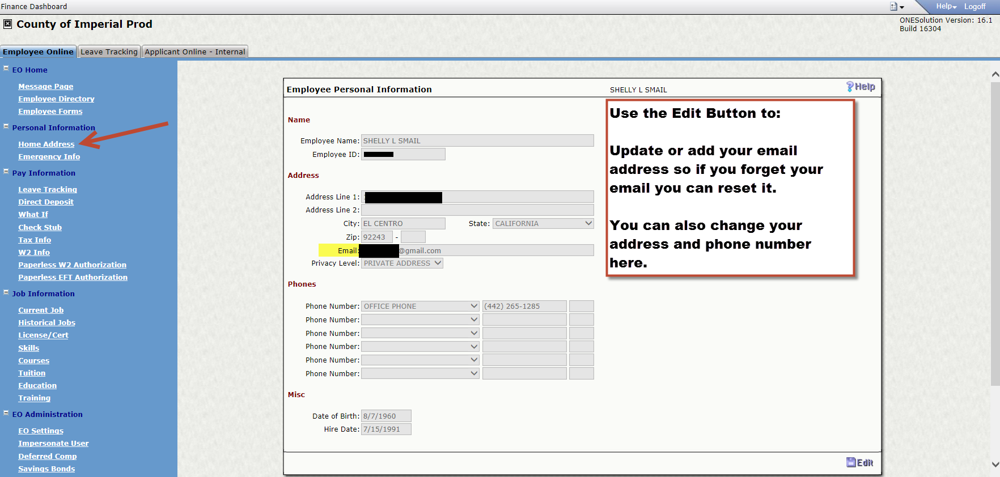 Finance Dashboard
Help Logoff
County of Imperial Prod
ONESolution Version: 16.1
Build 16304
Employee Online Leave Tracking Applicant Online - Internal
EO Home
Message Page
Employee Directory
Employee Forms
Personal Information
Home Address
Emergency Info
Pay Information
Leave Tracking
Direct Deposit
What If
Check Stub
Tax Info
W2 Info
Paperless W2 Authorization
Paperless EFT Authorization
Job Information
Current Job
Historical Jobs
License/Cert
Skills
Courses
Tuition
Education
Training
EO Administration
EO Settings
Impersonate User
Deferred Comp
Savings Bonds
Employee Personal Information SHELLY L SMAIL ?Help
Name
Employee Name: SHELLY L SMAIL
Employee ID:
Address
Address Line 1:
Address Line 2:
City: EL CENTRO State: CALIFORNIA
Zip: 92243 -
Email: @gmail.com
Privacy Level: PRIVATE ADDRESS
Phones
Phone Number: OFFICE PHONE (442) 265-1285
Phone Number:
Phone Number:
Phone Number:
Phone Number:
Phone Number:
Misc
Date of Birth: 8/7/1960
Hire Date: 7/15/1991
Edit
Use the Edit Button to:
Update or add your email
address so if you forget your
email you can reset it.
You can also change your
address and phone number
here.